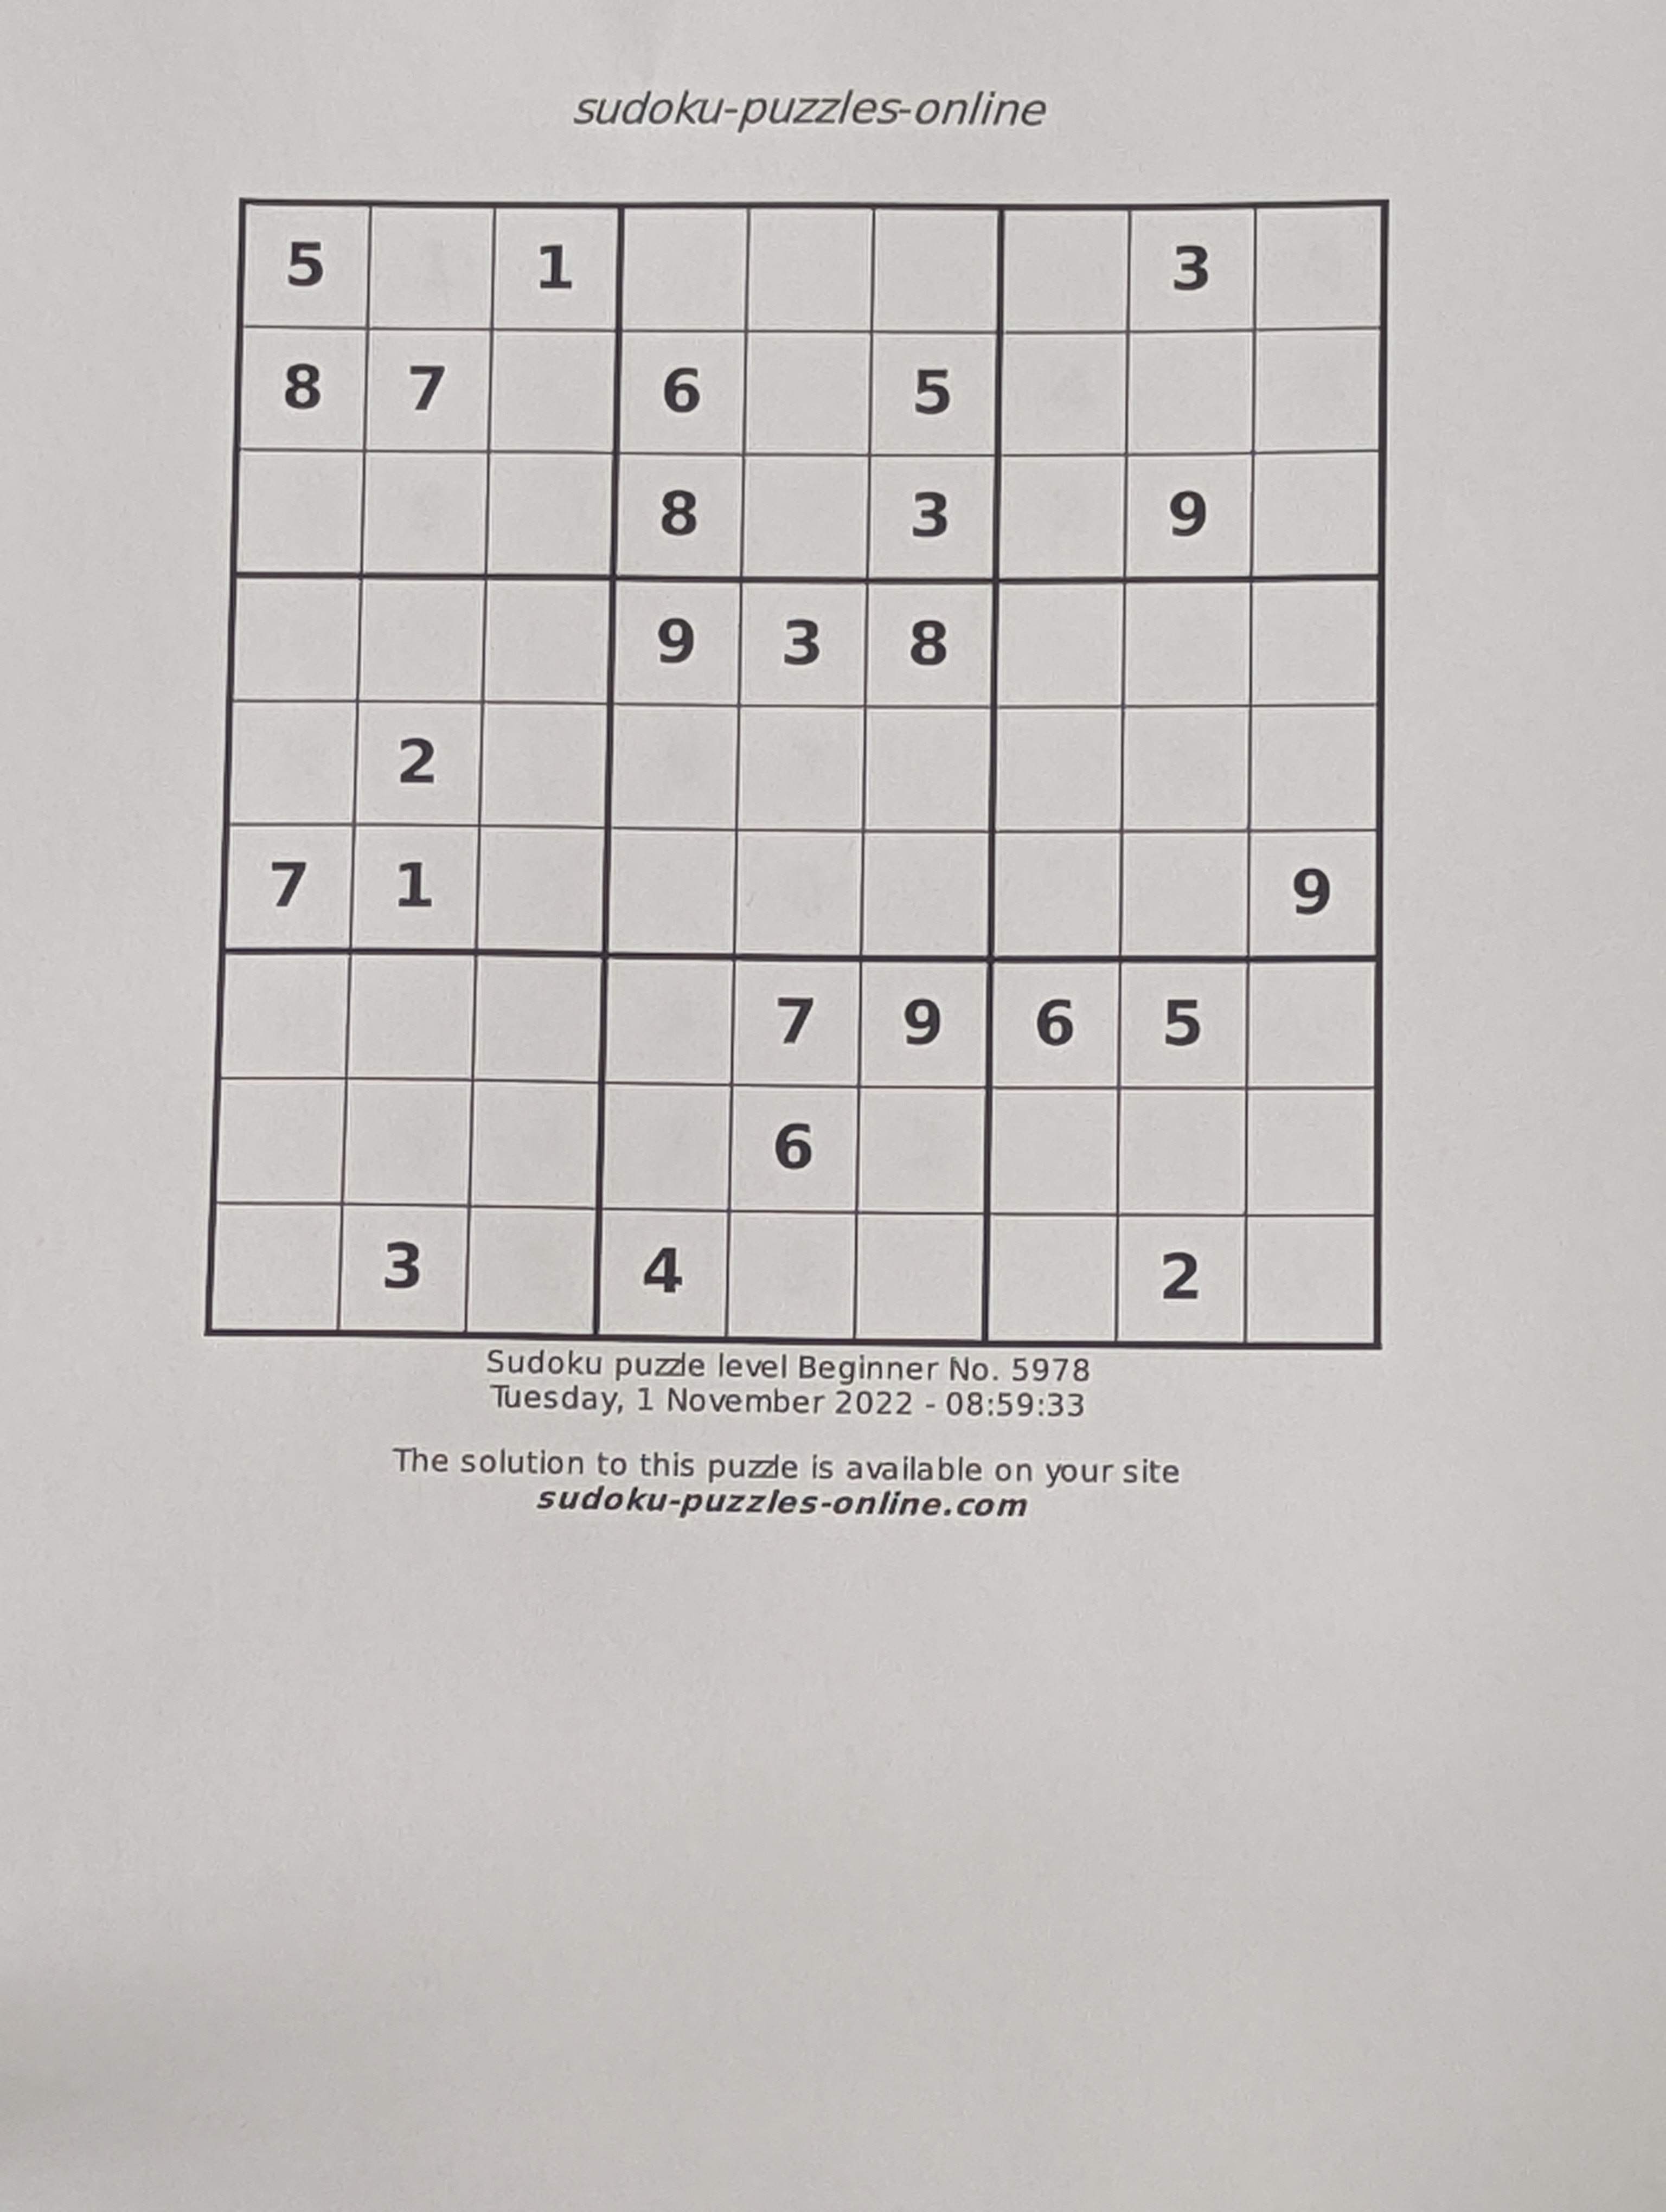 sudoku-puzzles-online
5 1 3
8 7 6 5
8 3 9
9 3 8
2
7 1 9
7 9 6 5
6
3 4 2
Sudoku puzzle level Beginner No. 5978
Tuesday, 1 November 2022 - 08:59:33
The solution to this puzzle is available on your site
sudoku-puzzles-online.com